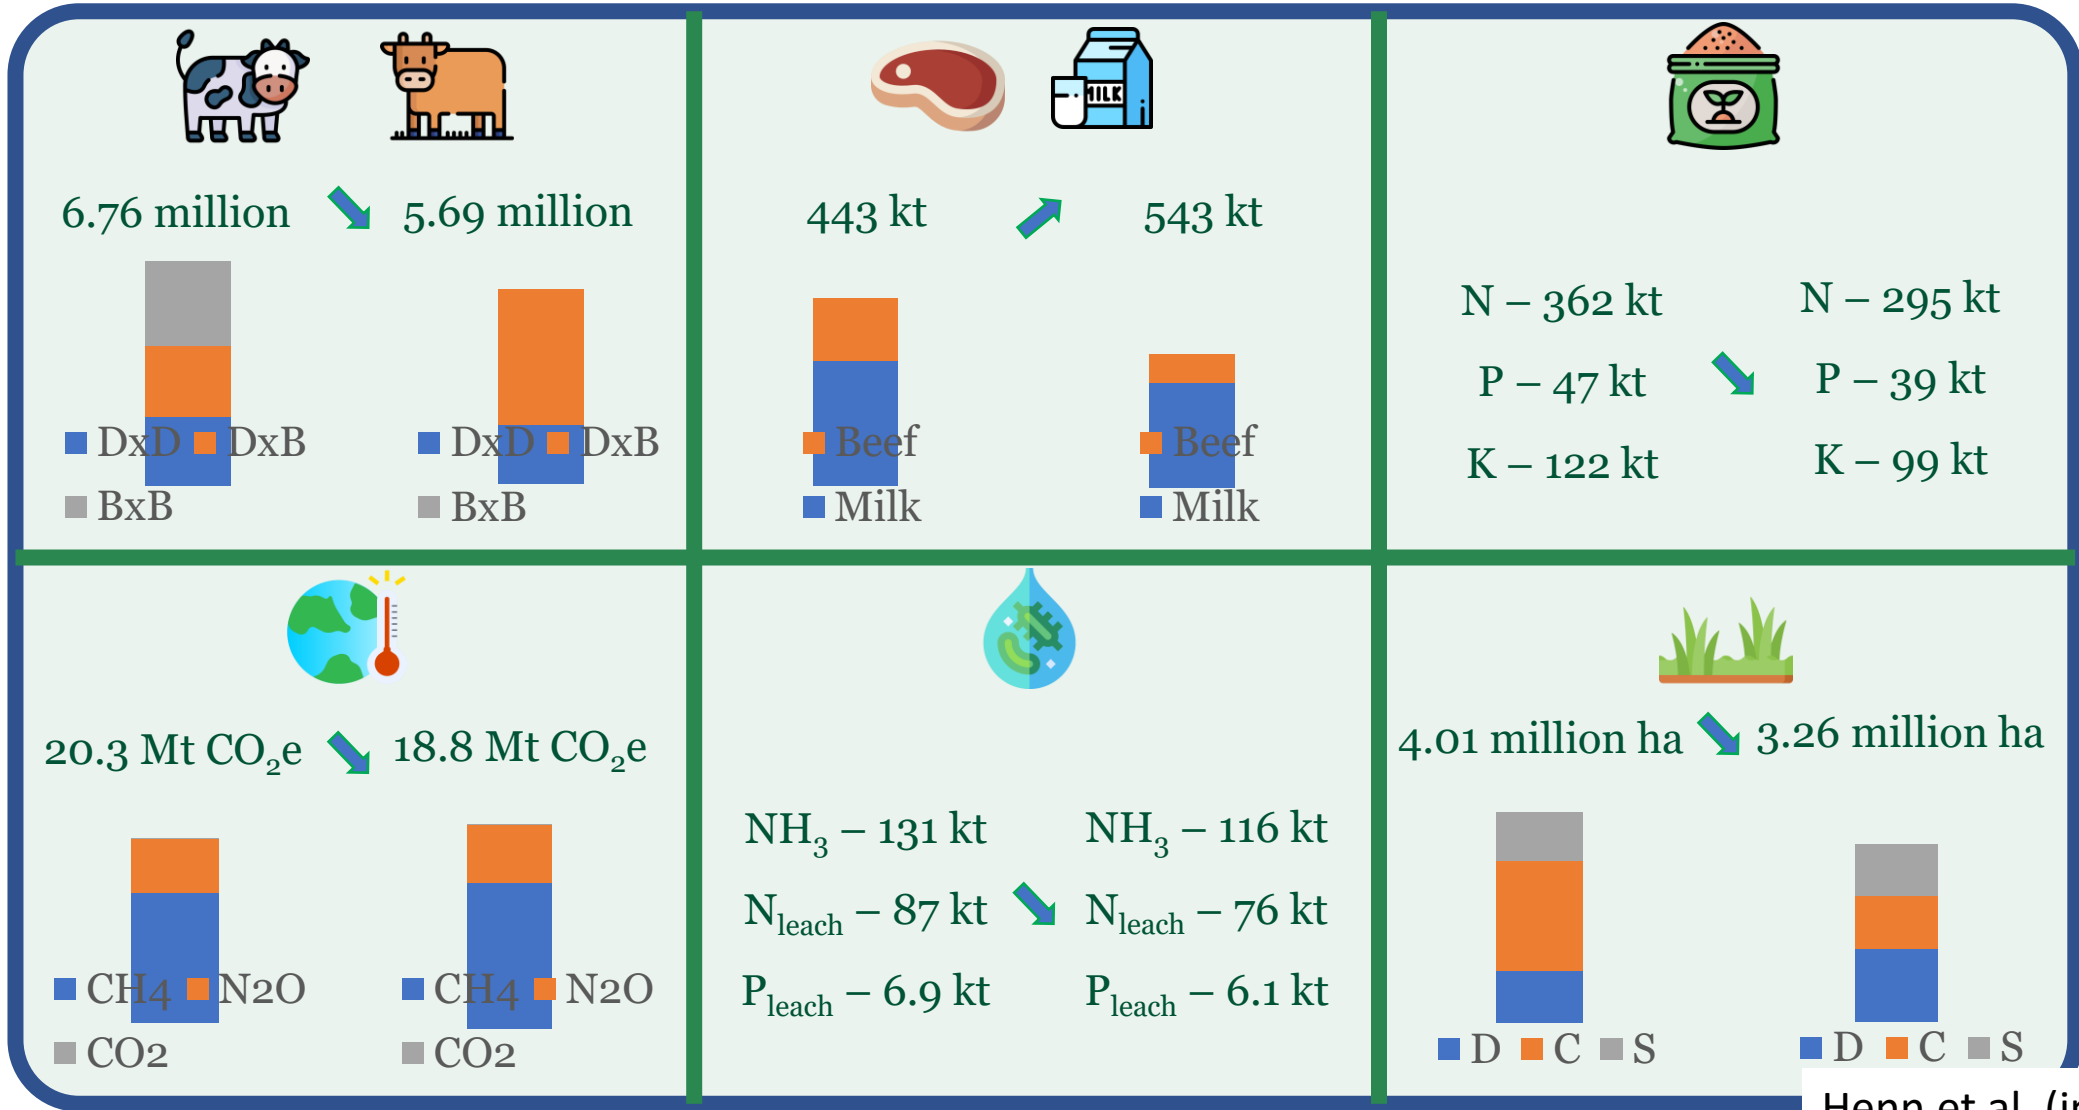 MILK
6.76 million 5.69 million
DxD DxB
BxB
DxD DxB
BxB
443 kt 543 kt
Beef
Milk
Beef
Milk
N – 362 kt
P – 47 kt
K – 122 kt
N – 295 kt
P – 39 kt
K – 99 kt
20.3 Mt CO₂e 18.8 Mt CO₂e
CH4 N2O
CO2
CH4 N2O
CO2
NH₃ – 131 kt
Nleach – 87 kt
Pleach – 6.9 kt
NH₃ – 116 kt
Nleach – 76 kt
Pleach – 6.1 kt
4.01 million ha 3.26 million ha
D C S
D C S
et al.